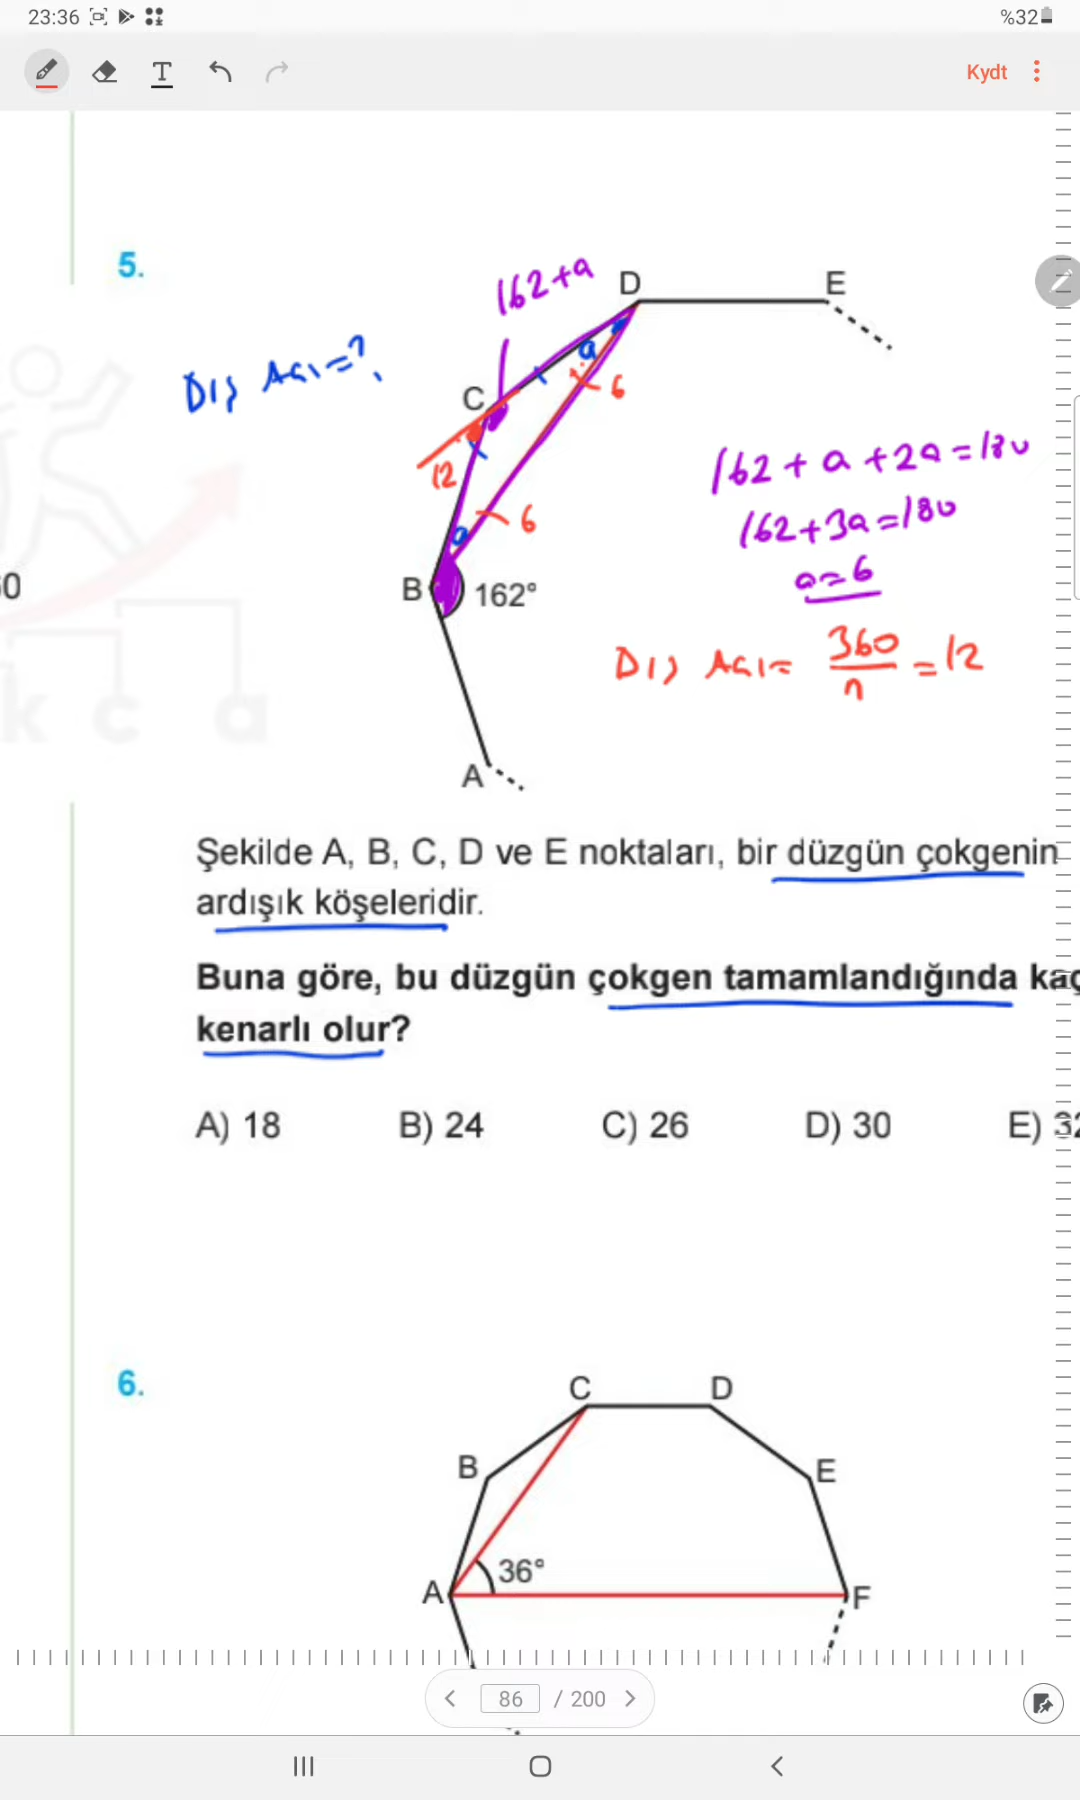 23:36
%32
T
Kydt
5.
162+a
D
E
Dış Açı=?
C
a
6
12
162+a+2a=180
6
162+3a=180
a
a=6
B
162°
Dış Açı= 360/n =12
k c a
A
Şekilde A, B, C, D ve E noktaları, bir düzgün çokgenin
ardışık köşeleridir.
Buna göre, bu düzgün çokgen tamamlandığında
kenarlı olur?
A) 18 B) 24 C) 26 D) 30 E)
6.
C D
B E
36°
A F
86 / 200